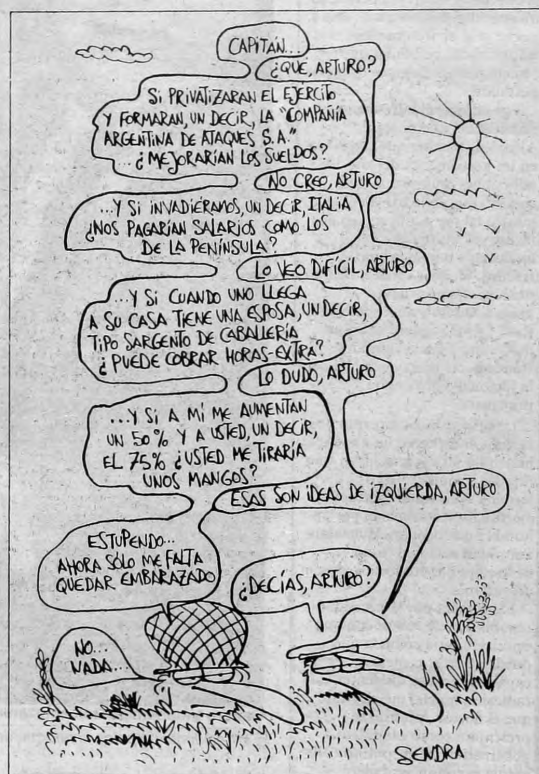 CAPITÁN...
¿QUÉ, ARTURO?
SI PRIVATIZARAN EL EJÉRCITO
Y FORMARAN, UN DECIR, LA "COMPAÑÍA
ARGENTINA DE ATAQUES S.A."
...¿MEJORARÍAN LOS SUELDOS?
NO CREO, ARTURO
...Y SI INVADIÉRAMOS, UN DECIR, ITALIA
¿NOS PAGARÍAN SALARIOS COMO LOS
DE LA PENÍNSULA?
LO VEO DIFÍCIL, ARTURO
...Y SI CUANDO UNO LLEGA
A SU CASA TIENE UNA ESPOSA, UN DECIR,
TIPO SARGENTO DE CABALLERÍA
¿PUEDE COBRAR HORAS-EXTRA?
LO DUDO, ARTURO
...Y SI A MÍ ME AUMENTAN
UN 50% Y A USTED, UN DECIR,
EL 75% ¿USTED ME TIRARÍA
UNOS MANGOS?
ESAS SON IDEAS DE IZQUIERDA, ARTURO
ESTUPENDO...
AHORA SÓLO ME FALTA
QUEDAR EMBARAZADO
¿DECÍAS, ARTURO?
NO...
NADA...
SENDRA